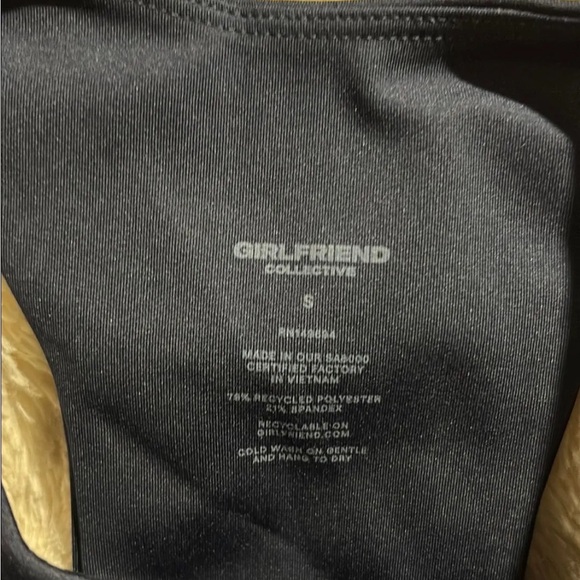 GIRLFRIEND
COLLECTIVE
S
RN149694
MADE IN OUR SA8000
CERTIFIED FACTORY
IN VIETNAM
79% RECYCLED POLYESTER
21% SPANDEX
RECYCLABLE ON
GIRLFRIEND.COM
COLD WASH ON GENTLE
AND HANG TO DRY